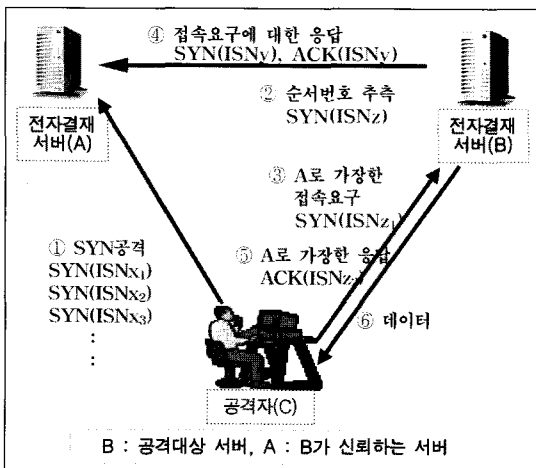 ④ 접속요구에 대한 응답
SYN(ISNy), ACK(ISNy)
② 순서번호 추측
SYN(ISNz)
전자결재
서버(A)
전자결재
서버(B)
③ A로 가장한
접속요구
SYN(ISNz₁)
① SYN공격
SYN(ISNx₁)
SYN(ISNx₂)
SYN(ISNx₃)
:
:
⑤ A로 가장한 응답
ACK(ISNz
⑥ 데이터
공격자(C)
B : 공격대상 서버, A : B가 신뢰하는 서버